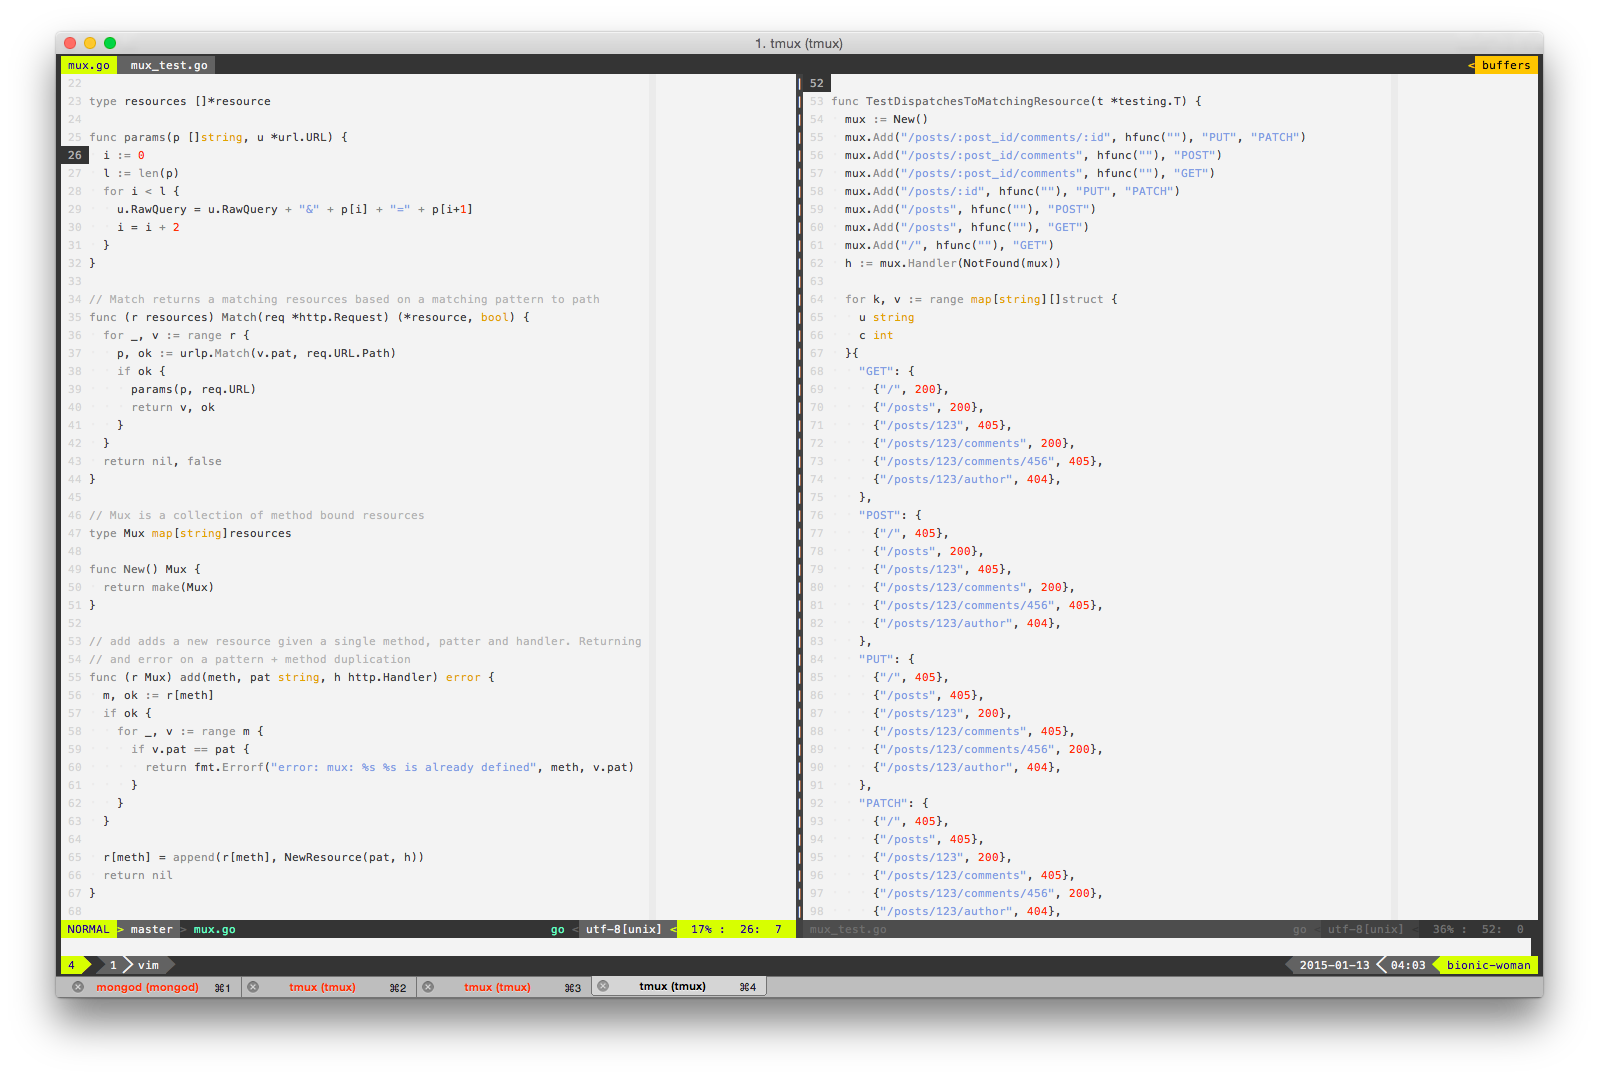 1. tmux (tmux)
mux.go mux_test.go < buffers
22
23 type resources []*resource
24
25 func params(p []string, u *url.URL) {
26 i := 0
27 l := len(p)
28 for i < l {
29 u.RawQuery = u.RawQuery + "&" + p[i] + "=" + p[i+1]
30 i = i + 2
31 }
32 }
33
34 // Match returns a matching resources based on a matching pattern to path
35 func (r resources) Match(req *http.Request) (*resource, bool) {
36 for _, v := range r {
37 p, ok := urlp.Match(v.pat, req.URL.Path)
38 if ok {
39 params(p, req.URL)
40 return v, ok
41 }
42 }
43 return nil, false
44 }
45
46 // Mux is a collection of method bound resources
47 type Mux map[string]resources
48
49 func New() Mux {
50 return make(Mux)
51 }
52
53 // add adds a new resource given a single method, patter and handler. Returning
54 // and error on a pattern + method duplication
55 func (r Mux) add(meth, pat string, h http.Handler) error {
56 m, ok := r[meth]
57 if ok {
58 for _, v := range m {
59 if v.pat == pat {
60 return fmt.Errorf("error: mux: %s %s is already defined", meth, v.pat)
61 }
62 }
63 }
64
65 r[meth] = append(r[meth], NewResource(pat, h))
66 return nil
67 }
68
52
53 func TestDispatchesToMatchingResource(t *testing.T) {
54 mux := New()
55 mux.Add("/posts/:post_id/comments/:id", hfunc(""), "PUT", "PATCH")
56 mux.Add("/posts/:post_id/comments", hfunc(""), "POST")
57 mux.Add("/posts/:post_id/comments", hfunc(""), "GET")
58 mux.Add("/posts/:id", hfunc(""), "PUT", "PATCH")
59 mux.Add("/posts", hfunc(""), "POST")
60 mux.Add("/posts", hfunc(""), "GET")
61 mux.Add("/", hfunc(""), "GET")
62 h := mux.Handler(NotFound(mux))
63
64 for k, v := range map[string][]struct {
65 u string
66 c int
67 }{
68 "GET": {
69 {"/", 200},
70 {"/posts", 200},
71 {"/posts/123", 405},
72 {"/posts/123/comments", 200},
73 {"/posts/123/comments/456", 405},
74 {"/posts/123/author", 404},
75 },
76 "POST": {
77 {"/", 405},
78 {"/posts", 200},
79 {"/posts/123", 405},
80 {"/posts/123/comments", 200},
81 {"/posts/123/comments/456", 405},
82 {"/posts/123/author", 404},
83 },
84 "PUT": {
85 {"/", 405},
86 {"/posts", 405},
87 {"/posts/123", 200},
88 {"/posts/123/comments", 405},
89 {"/posts/123/comments/456", 200},
90 {"/posts/123/author", 404},
91 },
92 "PATCH": {
93 {"/", 405},
94 {"/posts", 405},
95 {"/posts/123", 200},
96 {"/posts/123/comments", 405},
97 {"/posts/123/comments/456", 200},
98 {"/posts/123/author", 404},
NORMAL > master > mux.go go < utf-8[unix] < 17% : 26: 7
mux_test.go go < utf-8[unix] < 36% : 52: 0
4 1 vim 2015-01-13 04:03 bionic-woman
mongod (mongod) ⌘1 tmux (tmux) ⌘2 tmux (tmux) ⌘3 tmux (tmux) ⌘4